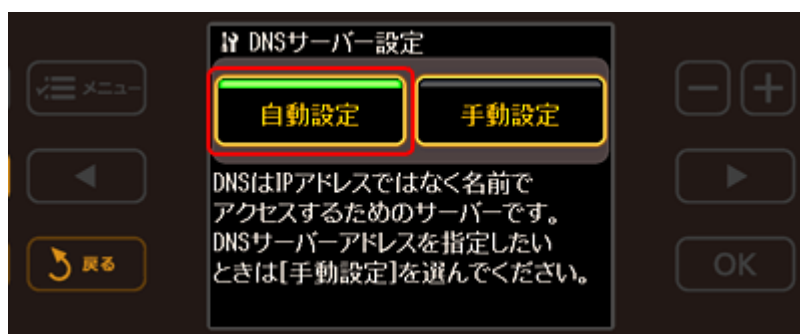 DNSサーバー設定
メニュー
自動設定 手動設定
DNSはIPアドレスではなく名前で
アクセスするためのサーバーです。
DNSサーバーアドレスを指定したい
ときは[手動設定]を選んでください。
戻る
OK